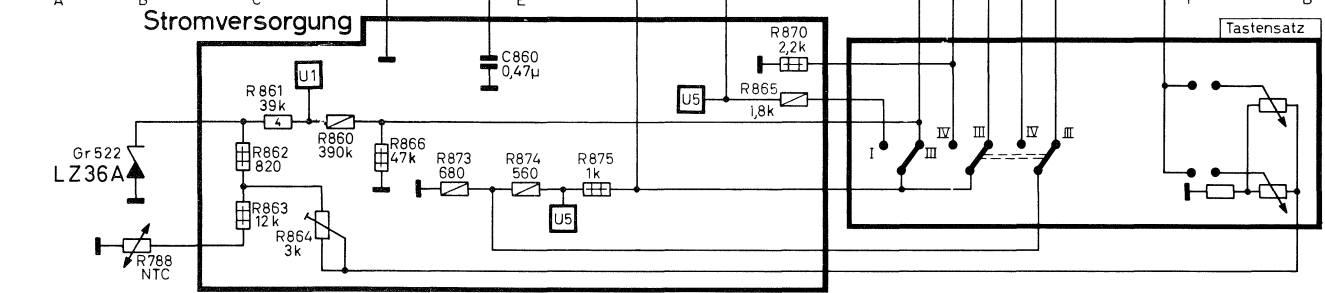 A B C E F D
Stromversorgung
Tastensatz
R870
2,2k
C860
0,47µ
U1
R861
39k
4
U5
R865
1,8k
R860
390k
R866
47k
Gr522
LZ36A
R862
820
R873
680
R874
560
R875
1k
I
III
IV
III
IV
III
U5
R863
12k
R864
3k
R788
NTC